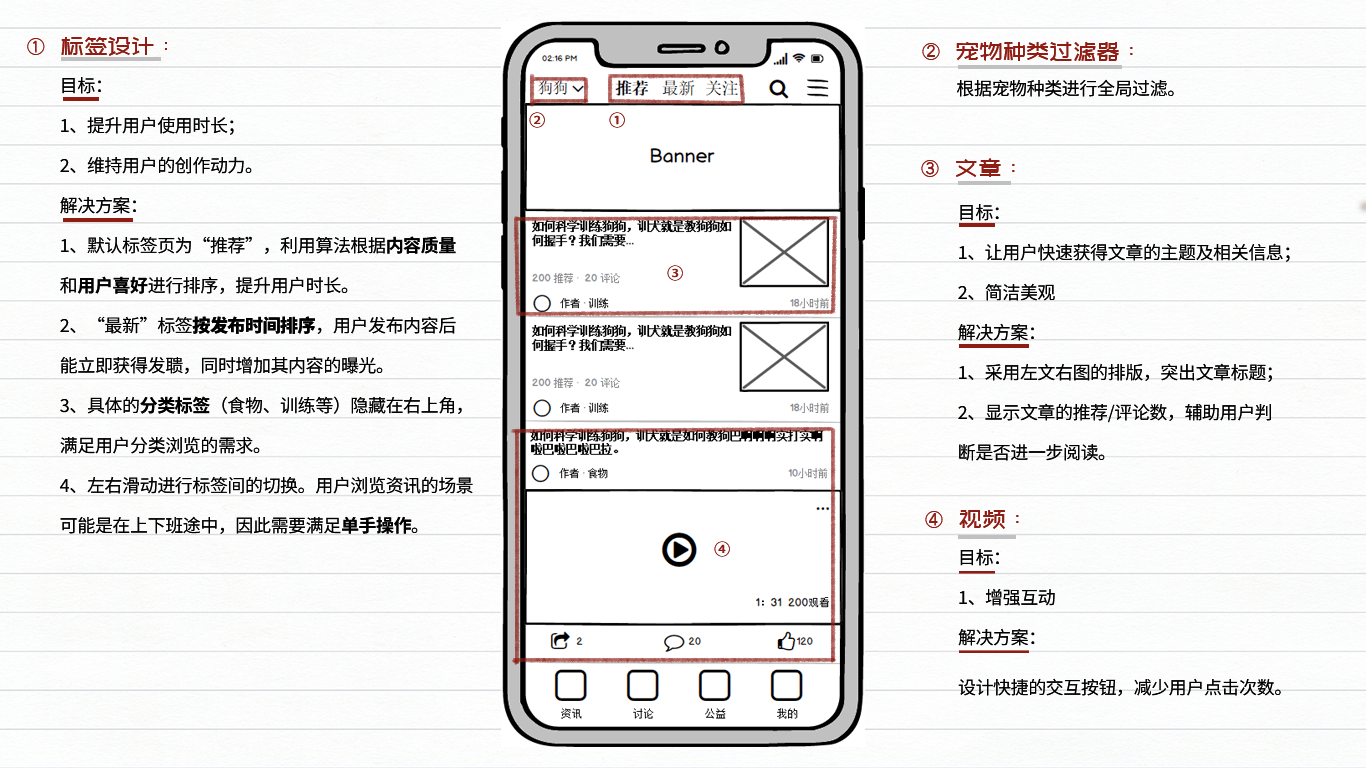 ① 标签设计：
目标：
1、提升用户使用时长；
2、维持用户的创作动力。
解决方案：
1、默认标签页为“推荐”，利用算法根据内容质量
和用户喜好进行排序，提升用户时长。
2、“最新”标签按发布时间排序，用户发布内容后
能立即获得发聩，同时增加其内容的曝光。
3、具体的分类标签（食物、训练等）隐藏在右上角，
满足用户分类浏览的需求。
4、左右滑动进行标签间的切换。用户浏览资讯的场景
可能是在上下班途中，因此需要满足单手操作。
02:16 PM
狗狗 推荐 最新 关注
② ①
Banner
如何科学训练狗狗，训犬就是教狗狗如
何握手？我们需要...
200 推荐 · 20 评论
③
作者 · 训练 18小时前
如何科学训练狗狗，训犬就是教狗狗如
何握手？我们需要...
200 推荐 · 20 评论
作者 · 训练 18小时前
如何科学训练狗狗，训犬就是如何教狗巴啊啊啊实打实啊
啦巴啦巴啦巴拉。
作者 · 食物 10小时前
④
1：31 200观看
2 20 120
资讯 讨论 公益 我的
② 宠物种类过滤器：
根据宠物种类进行全局过滤。
③ 文章：
目标：
1、让用户快速获得文章的主题及相关信息；
2、简洁美观
解决方案：
1、采用左文右图的排版，突出文章标题；
2、显示文章的推荐/评论数，辅助用户判
断是否进一步阅读。
④ 视频：
目标：
1、增强互动
解决方案：
设计快捷的交互按钮，减少用户点击次数。